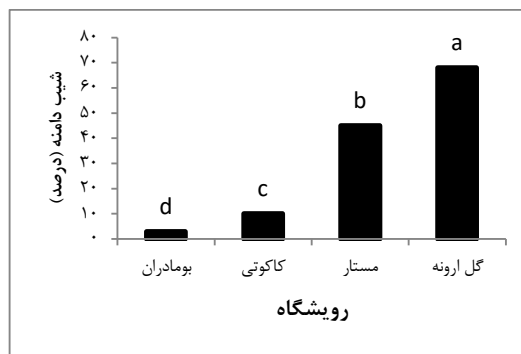 شیب دامنه (درصد)
۸۰
۷۰
۶۰
۵۰
۴۰
۳۰
۲۰
۱۰
۰
a
b
c
d
گل ارونه
مستار
کاکوتی
بومادران
رویشگاه